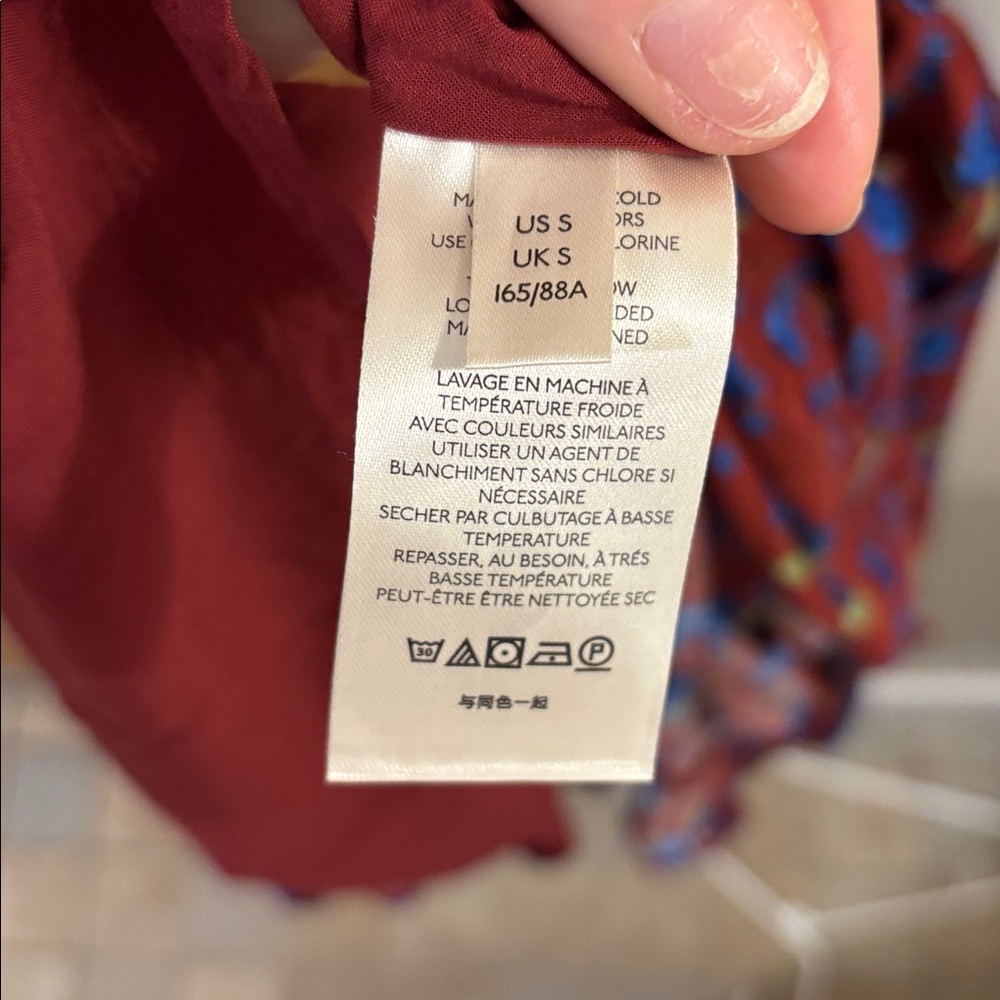 US S
UK S
165/88A
LAVAGE EN MACHINE À
TEMPÉRATURE FROIDE
AVEC COULEURS SIMILAIRES
UTILISER UN AGENT DE
BLANCHIMENT SANS CHLORE SI
NÉCESSAIRE
SECHER PAR CULBUTAGE À BASSE
TEMPERATURE
REPASSER, AU BESOIN, À TRÉS
BASSE TEMPÉRATURE
PEUT-ÊTRE ÊTRE NETTOYÉE SEC
30 P
与同色一起